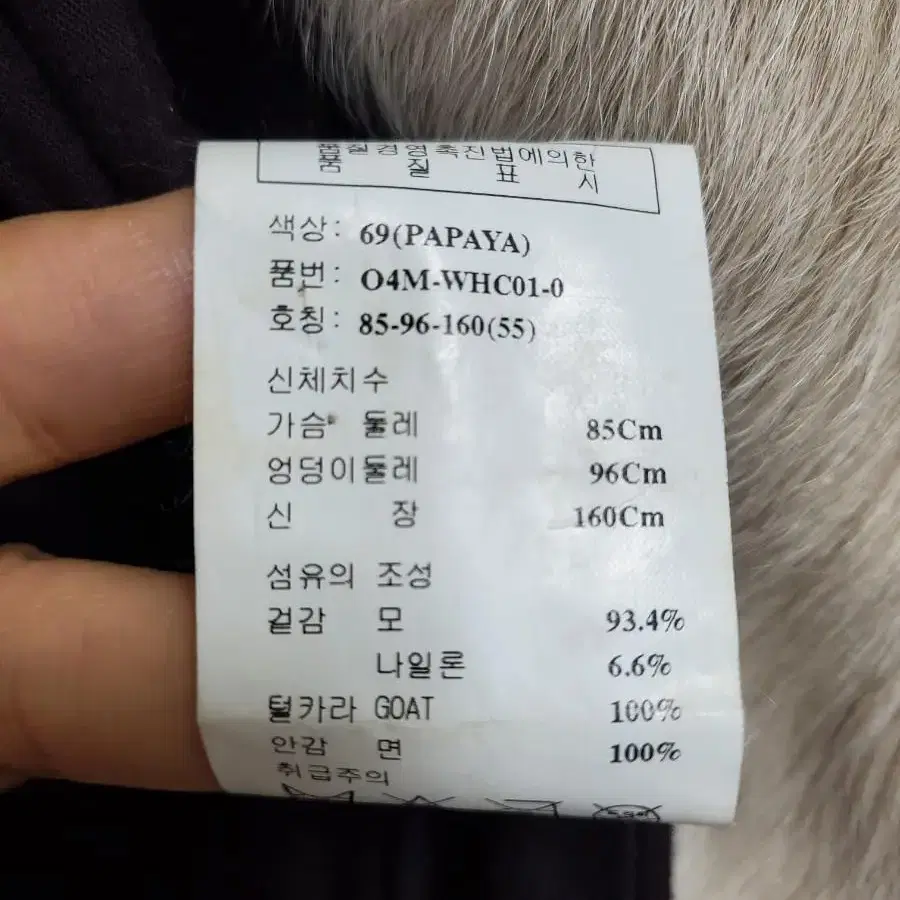 품질경영촉진법에의한
품 질 표 시
색상: 69(PAPAYA)
품번: O4M-WHC01-0
호칭: 85-96-160(55)
신체치수
가슴 둘레 85Cm
엉덩이둘레 96Cm
신 장 160Cm
섬유의 조성
겉감 모 93.4%
나일론 6.6%
털카라 GOAT 100%
안감 면 100%
취급주의